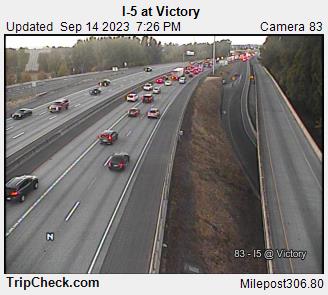 I-5 at Victory
Updated Sep 14 2023 7:26 PM Camera 83
N
83 - I5 @ Victory
TripCheck.com Milepost306.80